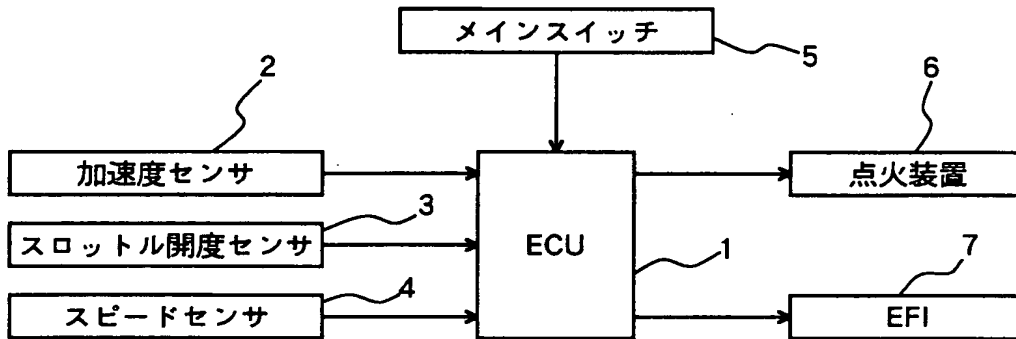 メインスイッチ
5
2
6
加速度センサ
点火装置
3
スロットル開度センサ
ECU
1
7
4
スピードセンサ
EFI